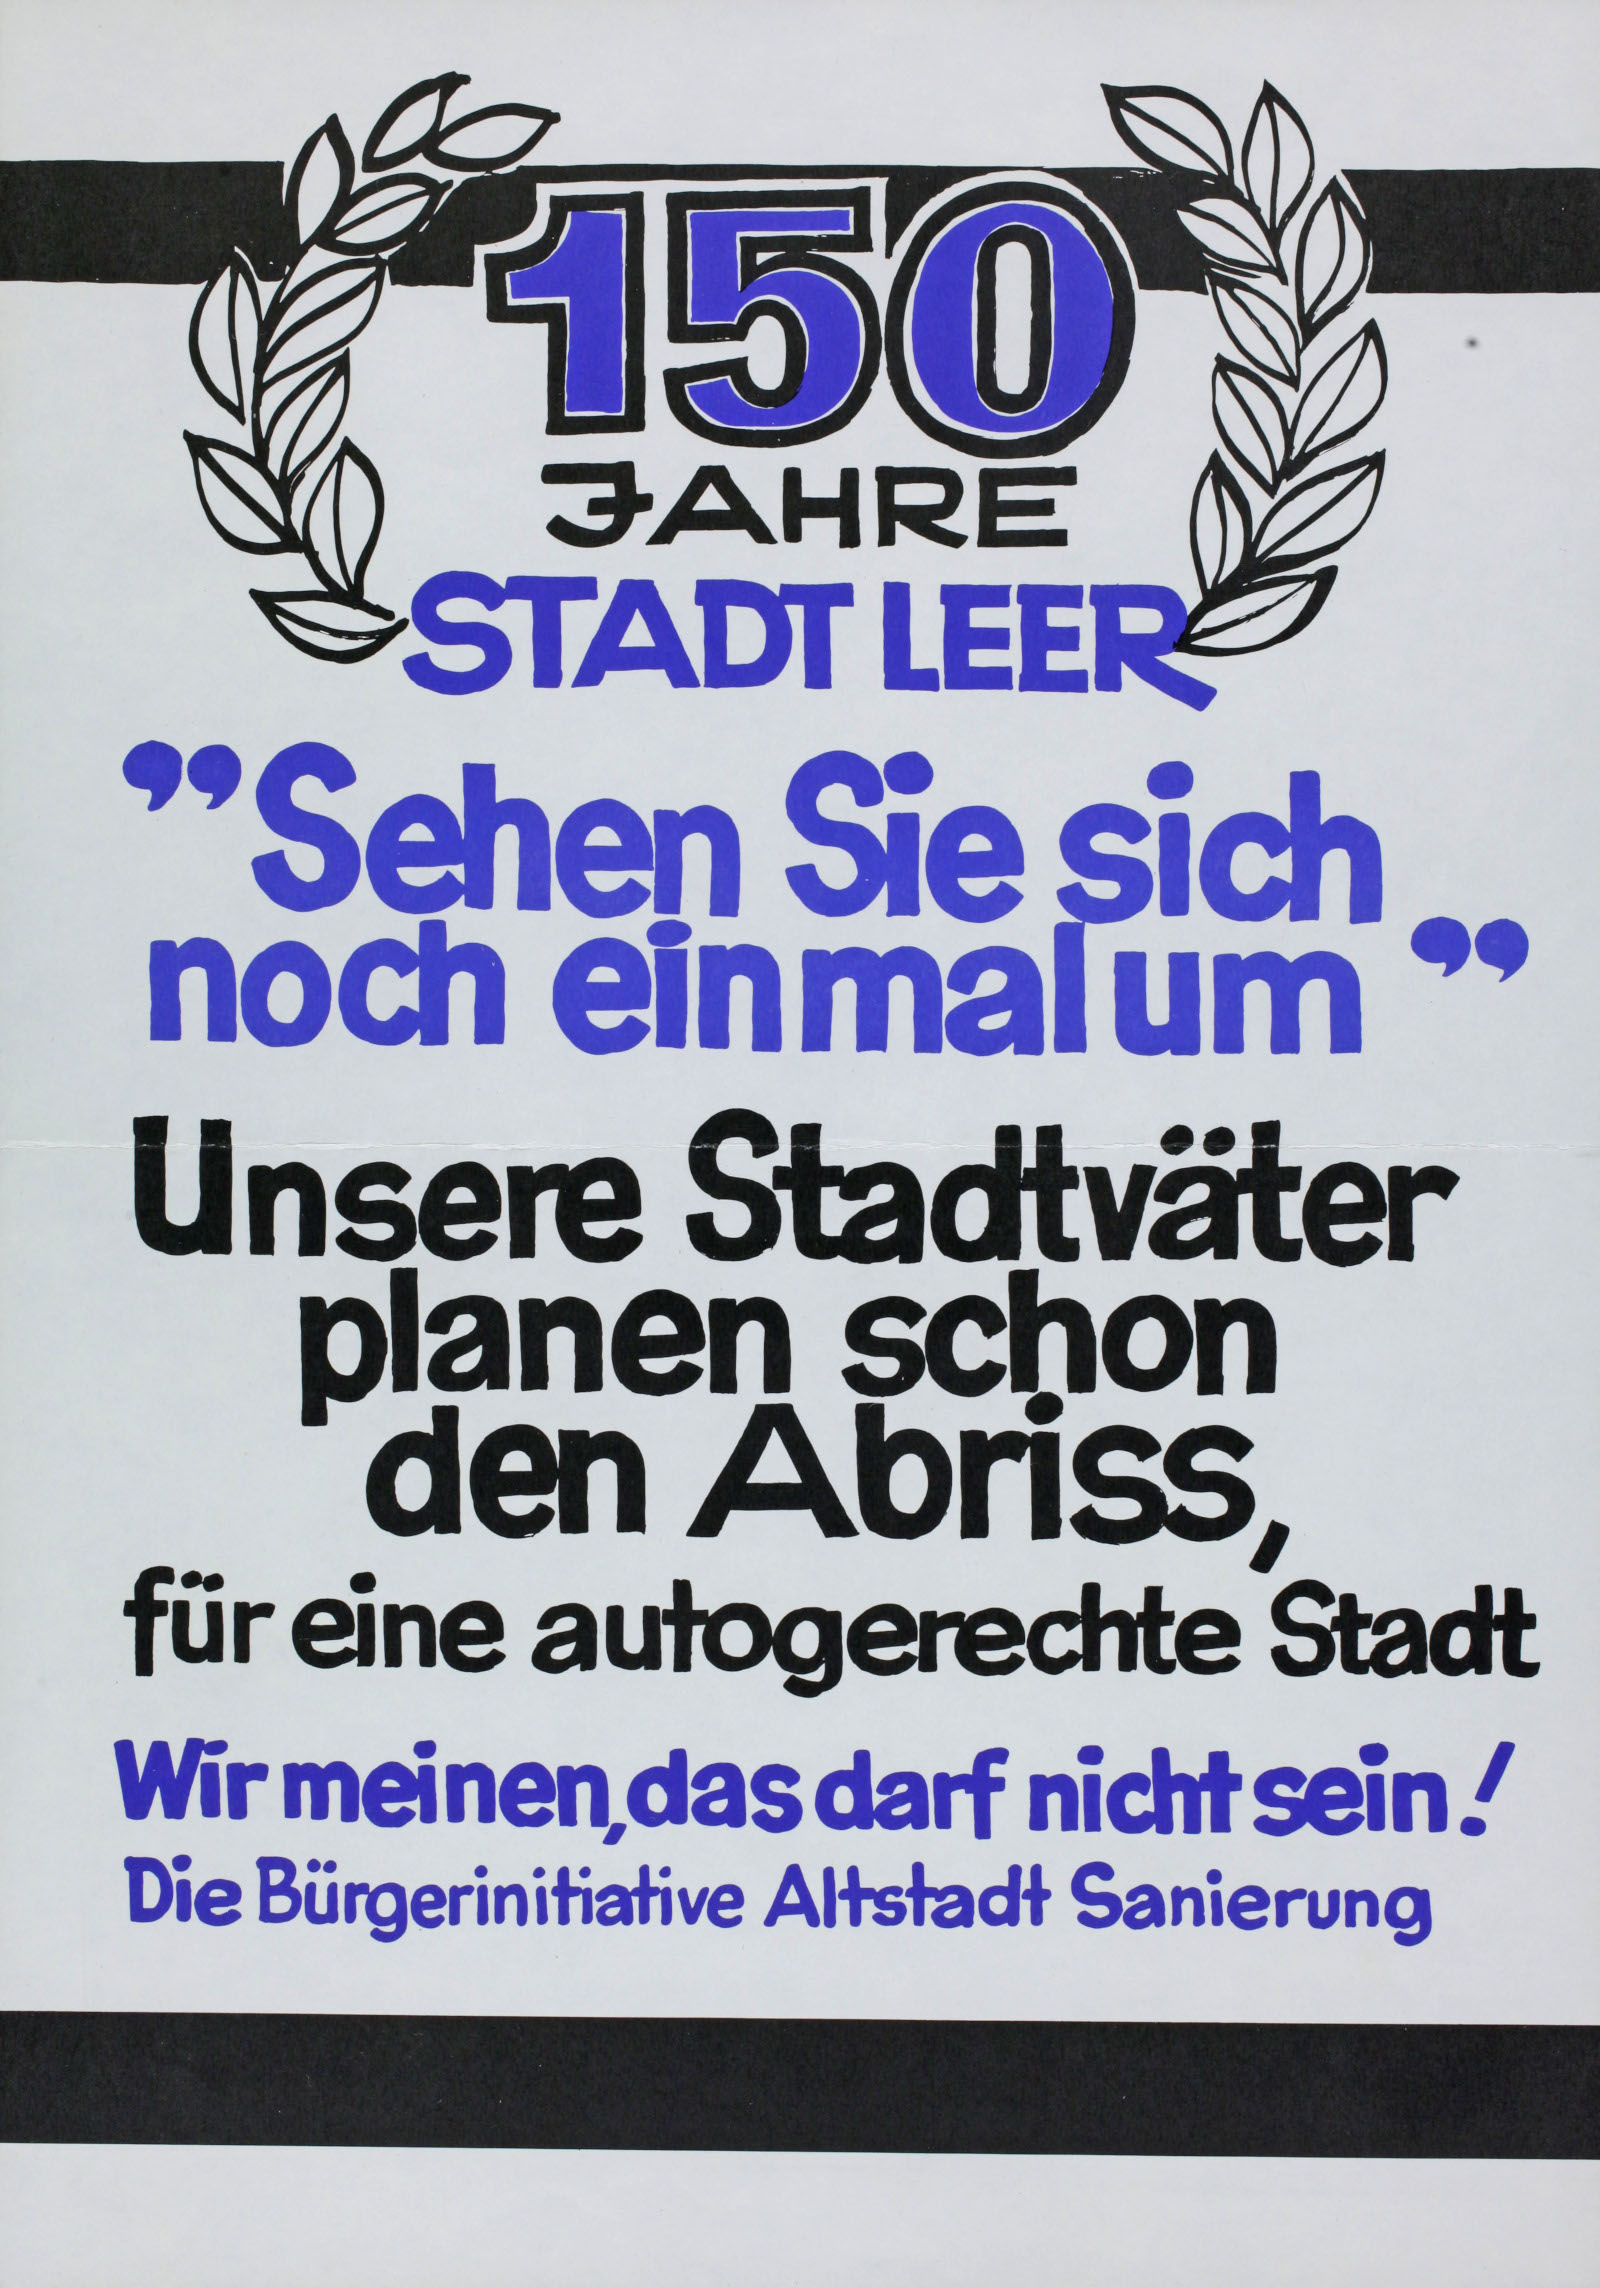 150
JAHRE
STADT LEER
”Sehen Sie sich
noch einmal um”
Unsere Stadtväter
planen schon
den Abriss,
für eine autogerechte Stadt
Wir meinen, das darf nicht sein!
Die Bürgerinitiative Altstadt Sanierung